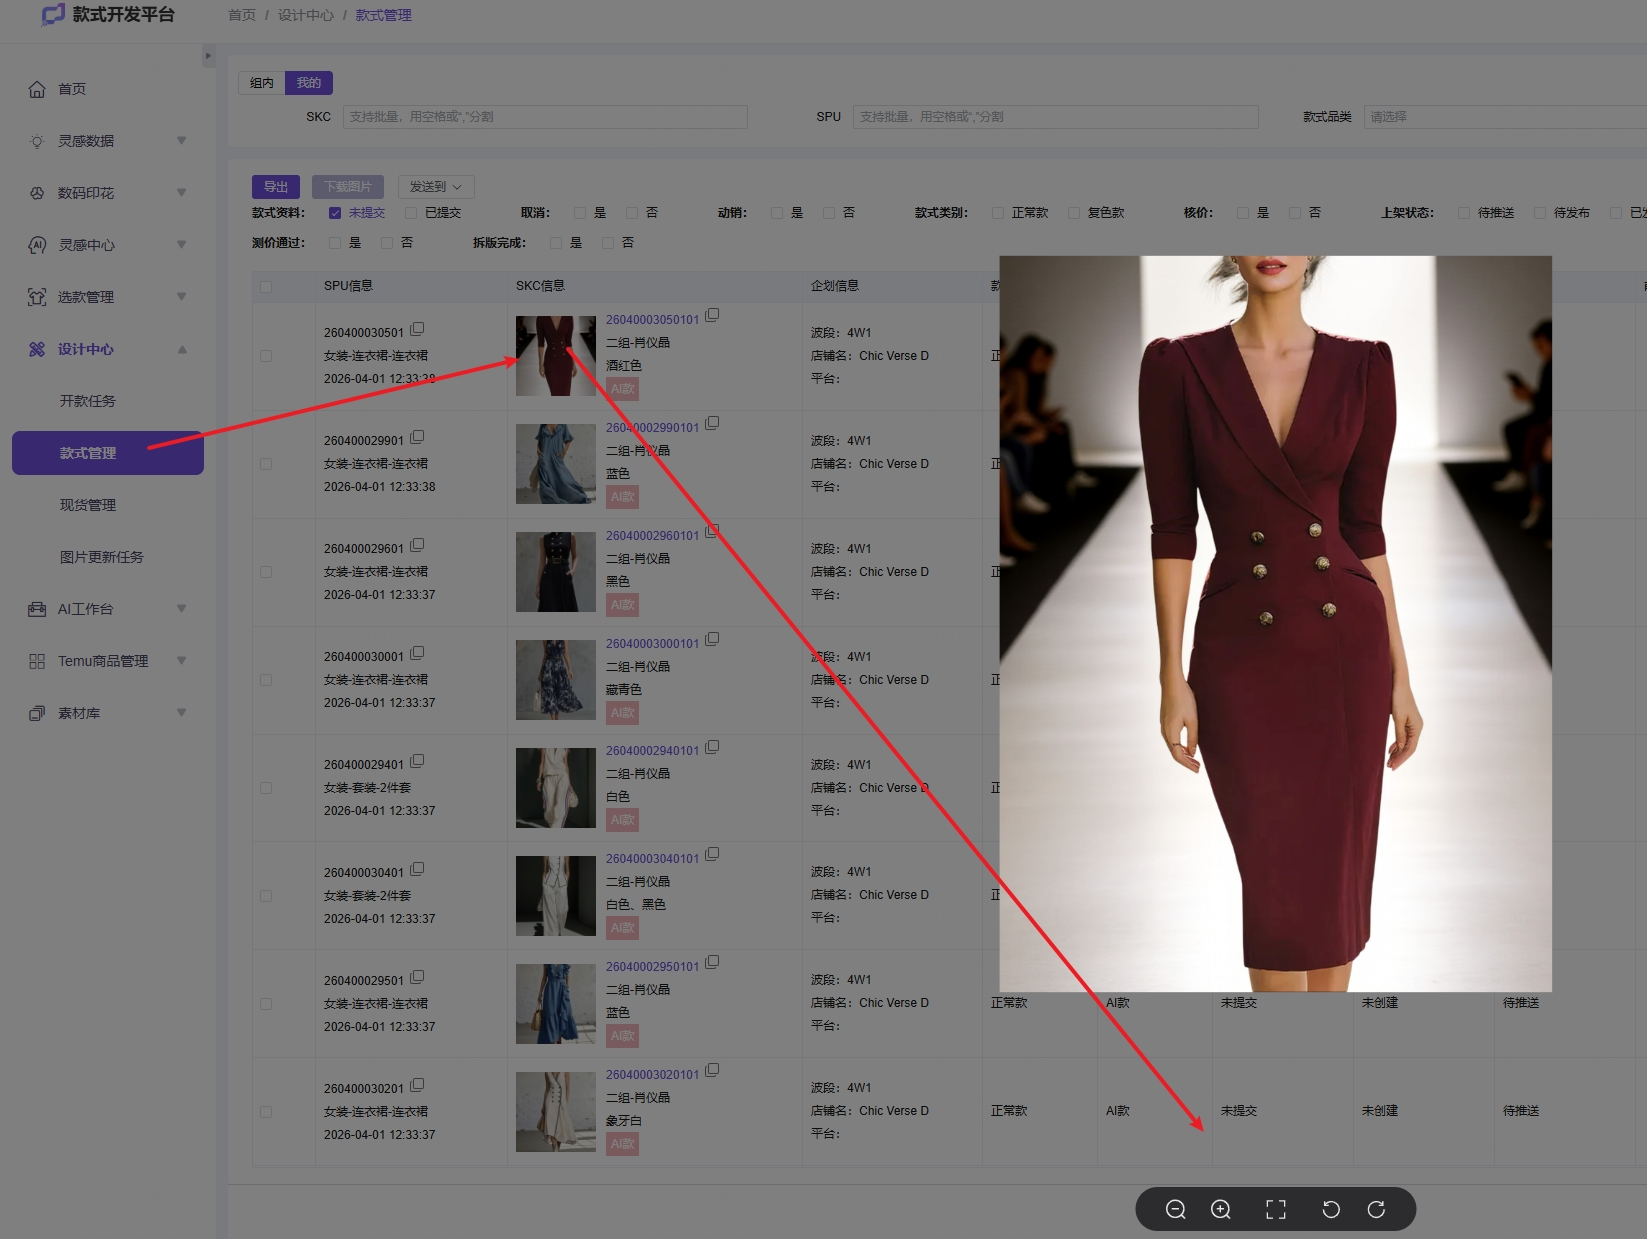 款式开发平台
首页 / 设计中心 / 款式管理
首页
灵感数据
数码印花
灵感中心
选款管理
设计中心
开款任务
款式管理
现货管理
图片更新任务
AI工作台
Temu商品管理
素材库
组内 我的
SKC 支持批量，用空格或","分割 SPU 支持批量，用空格或","分割 款式品类 请选择
导出 下载图片 发送到
款式资料： 未提交 已提交 取消： 是 否 动销： 是 否 款式类别： 正常款 复色款 核价： 是 否 上架状态： 待推送 待发布
测价通过： 是 否 拆版完成： 是 否
SPU信息 SKC信息 企划信息
260400030501
女装-连衣裙-连衣裙
2026-04-01 12:33:38
26040003050101
二组-肖仪晶
酒红色
AI款
波段：4W1
店铺名：Chic Verse D
平台：
260400029901
女装-连衣裙-连衣裙
2026-04-01 12:33:38
26040002990101
二组-肖仪晶
蓝色
AI款
波段：4W1
店铺名：Chic Verse D
平台：
260400029601
女装-连衣裙-连衣裙
2026-04-01 12:33:37
26040002960101
二组-肖仪晶
黑色
AI款
波段：4W1
店铺名：Chic Verse D
平台：
260400030001
女装-连衣裙-连衣裙
2026-04-01 12:33:37
26040003000101
二组-肖仪晶
藏青色
AI款
波段：4W1
店铺名：Chic Verse D
平台：
260400029401
女装-套装-2件套
2026-04-01 12:33:37
26040002940101
二组-肖仪晶
白色
AI款
波段：4W1
店铺名：Chic Verse D
平台：
260400030401
女装-套装-2件套
2026-04-01 12:33:37
26040003040101
二组-肖仪晶
白色、黑色
AI款
波段：4W1
店铺名：Chic Verse D
平台：
260400029501
女装-连衣裙-连衣裙
2026-04-01 12:33:37
26040002950101
二组-肖仪晶
蓝色
AI款
波段：4W1
店铺名：Chic Verse D
平台：
正常款 AI款 未提交 未创建 待推送
260400030201
女装-连衣裙-连衣裙
2026-04-01 12:33:37
26040003020101
二组-肖仪晶
象牙白
AI款
波段：4W1
店铺名：Chic Verse D
平台：
正常款 AI款 未提交 未创建 待推送